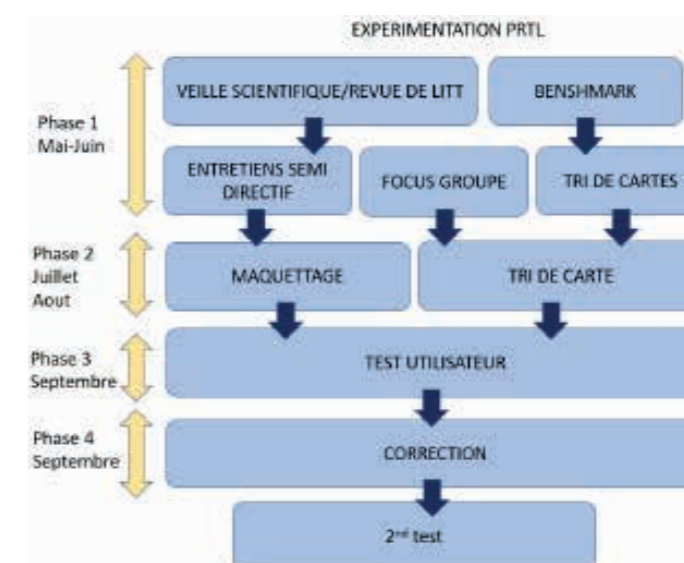 EXPERIMENTATION PRTL
VEILLE SCIENTIFIQUE/REVUE DE LITT
BENSHMARK
Phase 1
Mai-Juin
ENTRETIENS SEMI
DIRECTIF
FOCUS GROUPE
TRI DE CARTES
Phase 2
Juillet
Aout
MAQUETTAGE
TRI DE CARTE
Phase 3
Septembre
TEST UTILISATEUR
Phase 4
Septembre
CORRECTION
2nd test